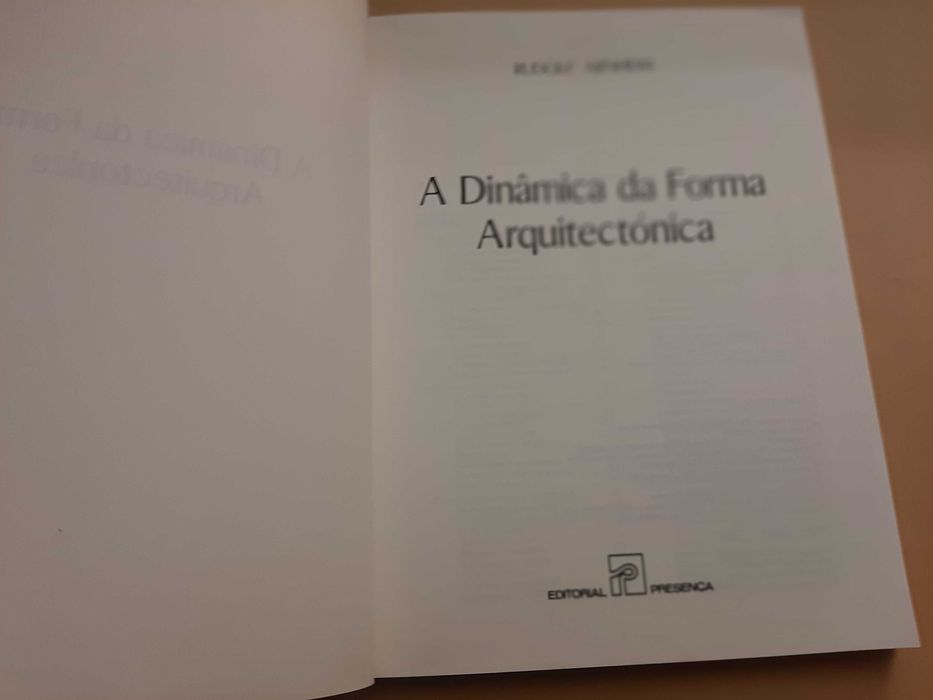 A Dinâmica da Forma
Arquitectónica
EDITORIAL PRESENÇA